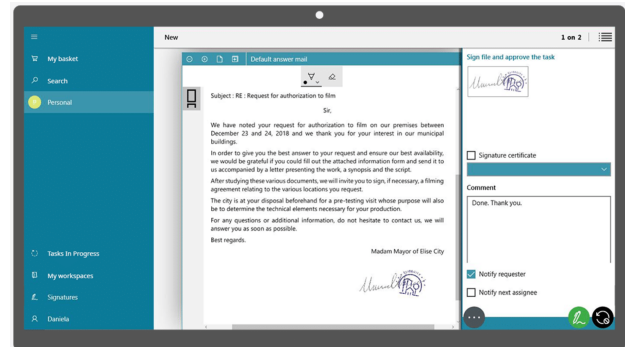 New
1 on 2
My basket
Search
Personal
Tasks In Progress
My workspaces
Signatures
Daniela
Default answer mail
Subject : RE : Request for authorization to film
Sir,
We have noted your request for authorization to film on our premises between
December 23 and 24, 2018 and we thank you for your interest in our municipal
buildings.
In order to give you the best answer to your request and ensure our best availability,
we would be grateful if you could fill out the attached information form and send it to
us accompanied by a letter presenting the work, a synopsis and the script.
After studying these various documents, we will invite you to sign, if necessary, a filming
agreement relating to the various locations you request.
The city is at your disposal beforehand for a pre-testing visit whose purpose will also
be to determine the technical elements necessary for your production.
For any questions or additional information, do not hesitate to contact us, we will
answer you as soon as possible.
Best regards.
Madam Mayor of Elise City
Sign file and approve the task
Signature certificate
Comment
Done. Thank you.
Notify requester
Notify next assignee